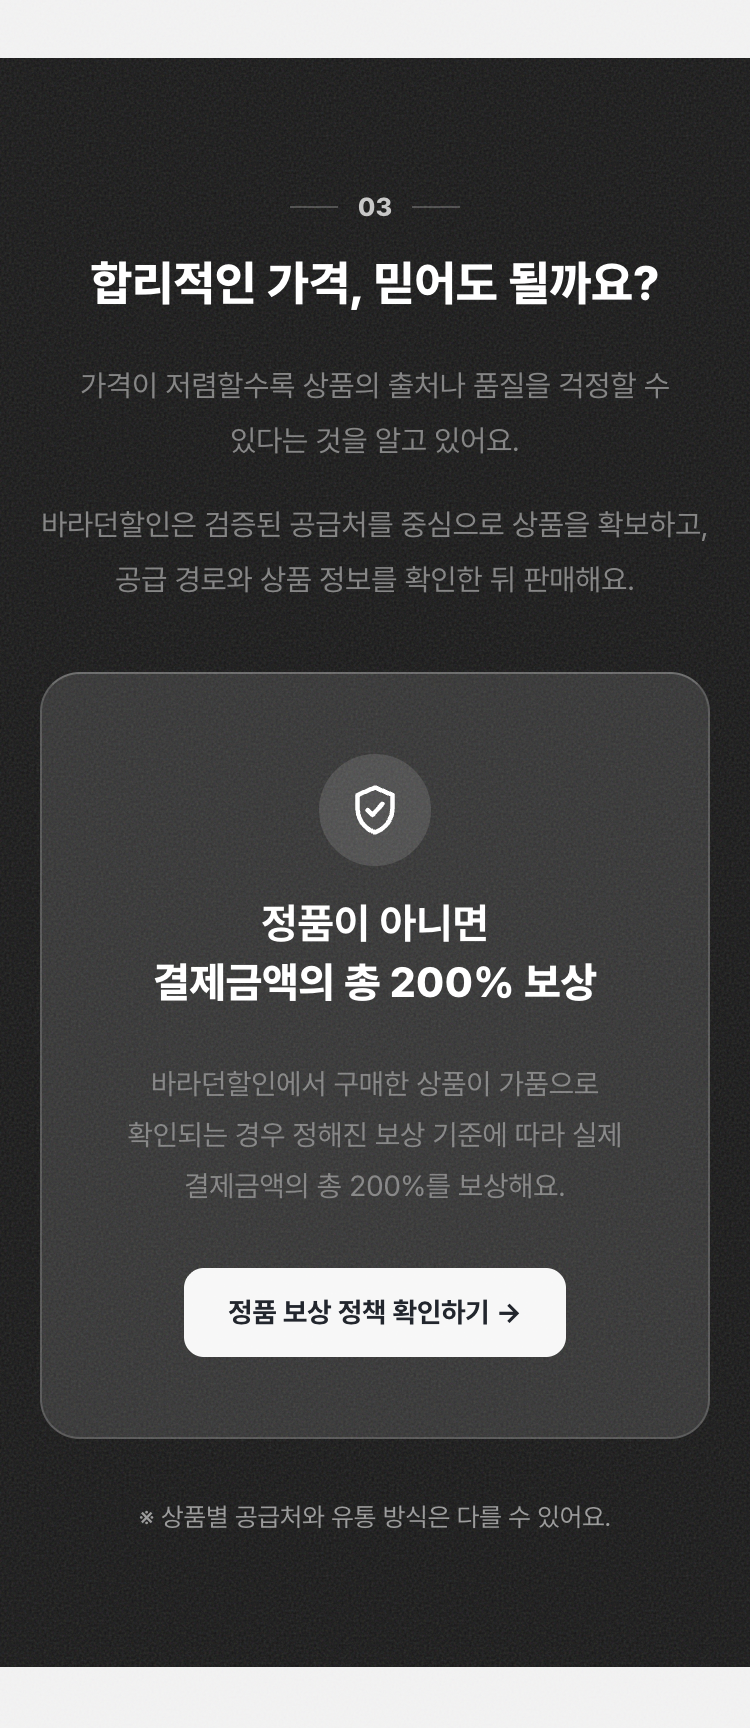 03
합리적인 가격, 믿어도 될까요?
가격이 저렴할수록 상품의 출처나 품질을 걱정할 수
있다는 것을 알고 있어요.
바라던할인은 검증된 공급처를 중심으로 상품을 확보하고,
공급 경로와 상품 정보를 확인한 뒤 판매해요.
정품이 아니면
결제금액의 총 200% 보상
바라던할인에서 구매한 상품이 가품으로
확인되는 경우 정해진 보상 기준에 따라 실제
결제금액의 총 200%를 보상해요.
정품 보상 정책 확인하기 →
※ 상품별 공급처와 유통 방식은 다를 수 있어요.